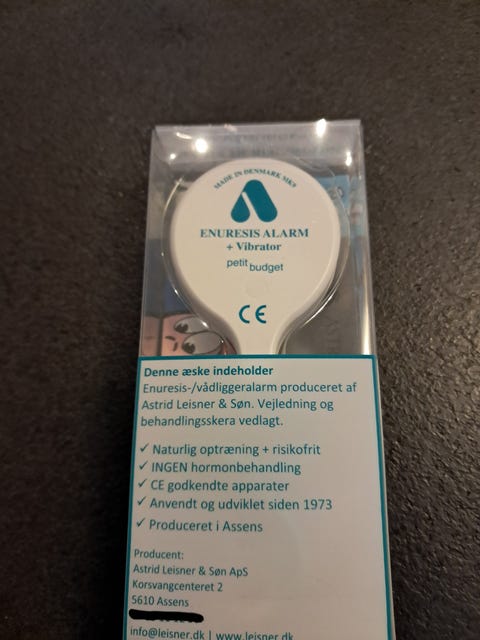 MADE IN DENMARK MK9
ENURESIS ALARM
+ Vibrator
petit budget
CE
Denne æske indeholder
Enuresis-/vådliggeralarm produceret af
Astrid Leisner & Søn. Vejledning og
behandlingsskera vedlagt.
✓ Naturlig optræning + risikofrit
✓ INGEN hormonbehandling
✓ CE godkendte apparater
✓ Anvendt og udviklet siden 1973
✓ Produceret i Assens
Producent:
Astrid Leisner & Søn ApS
Korsvangcenteret 2
5610 Assens
info@leisner.dk | www.leisner.dk